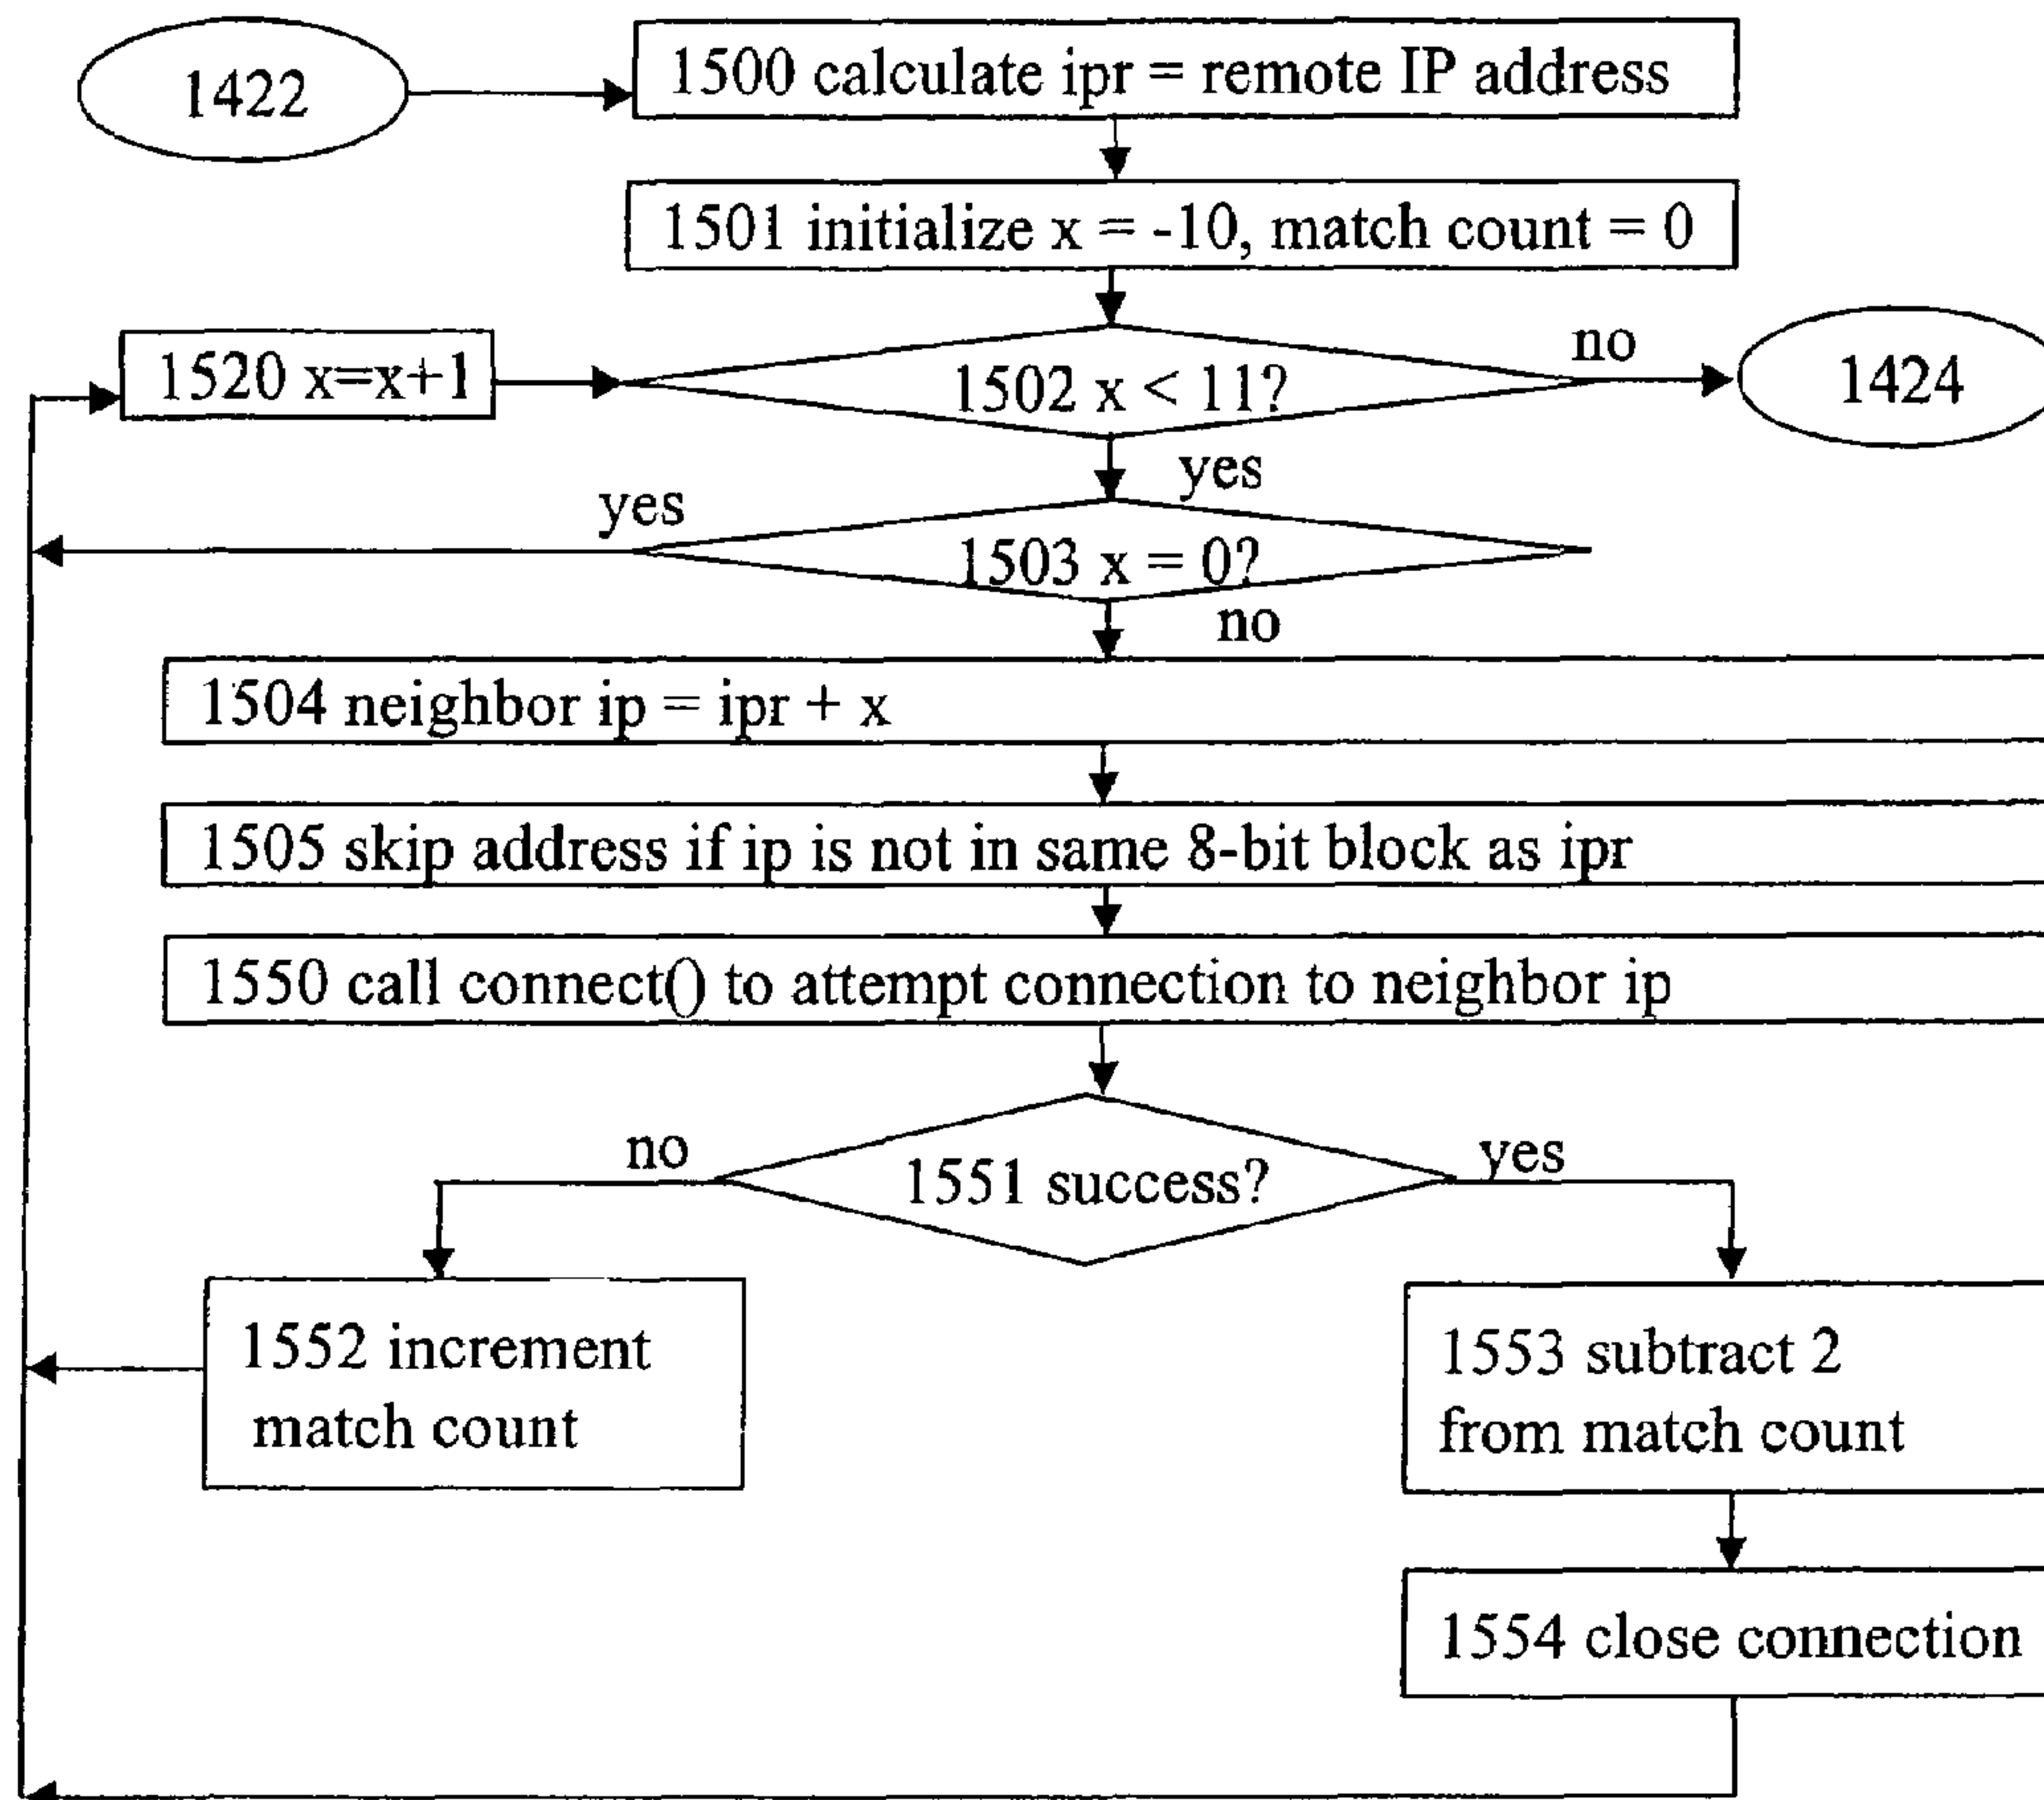 1422
1500 calculate ipr = remote IP address
1501 initialize x = -10, match count = 0
1520 x=x+1
1502 x < 11?
no
1424
yes
yes
1503 x = 0?
no
1504 neighbor ip = ipr + x
1505 skip address if ip is not in same 8-bit block as ipr
1550 call connect() to attempt connection to neighbor ip
no
1551 success?
yes
1552 increment
match count
1553 subtract 2
from match count
1554 close connection